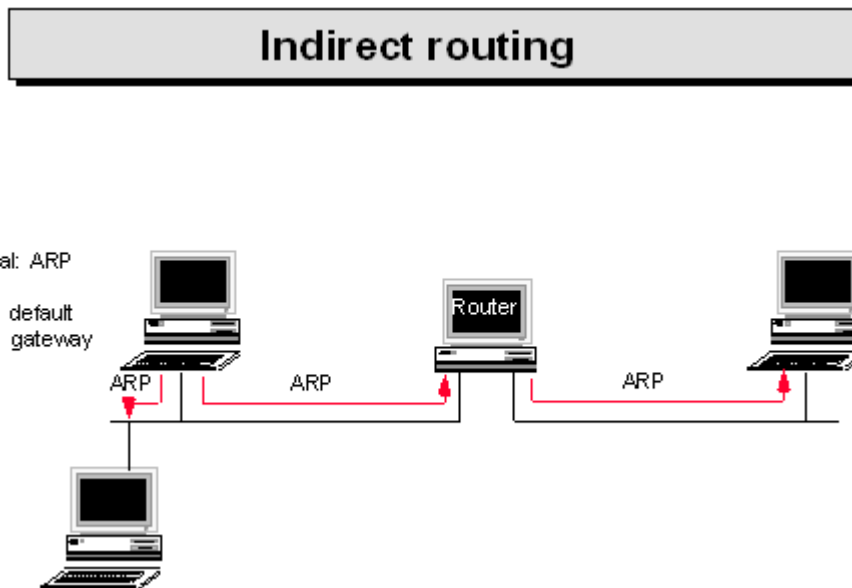 Indirect routing
al: ARP
default
gateway
Router
ARP
ARP
ARP